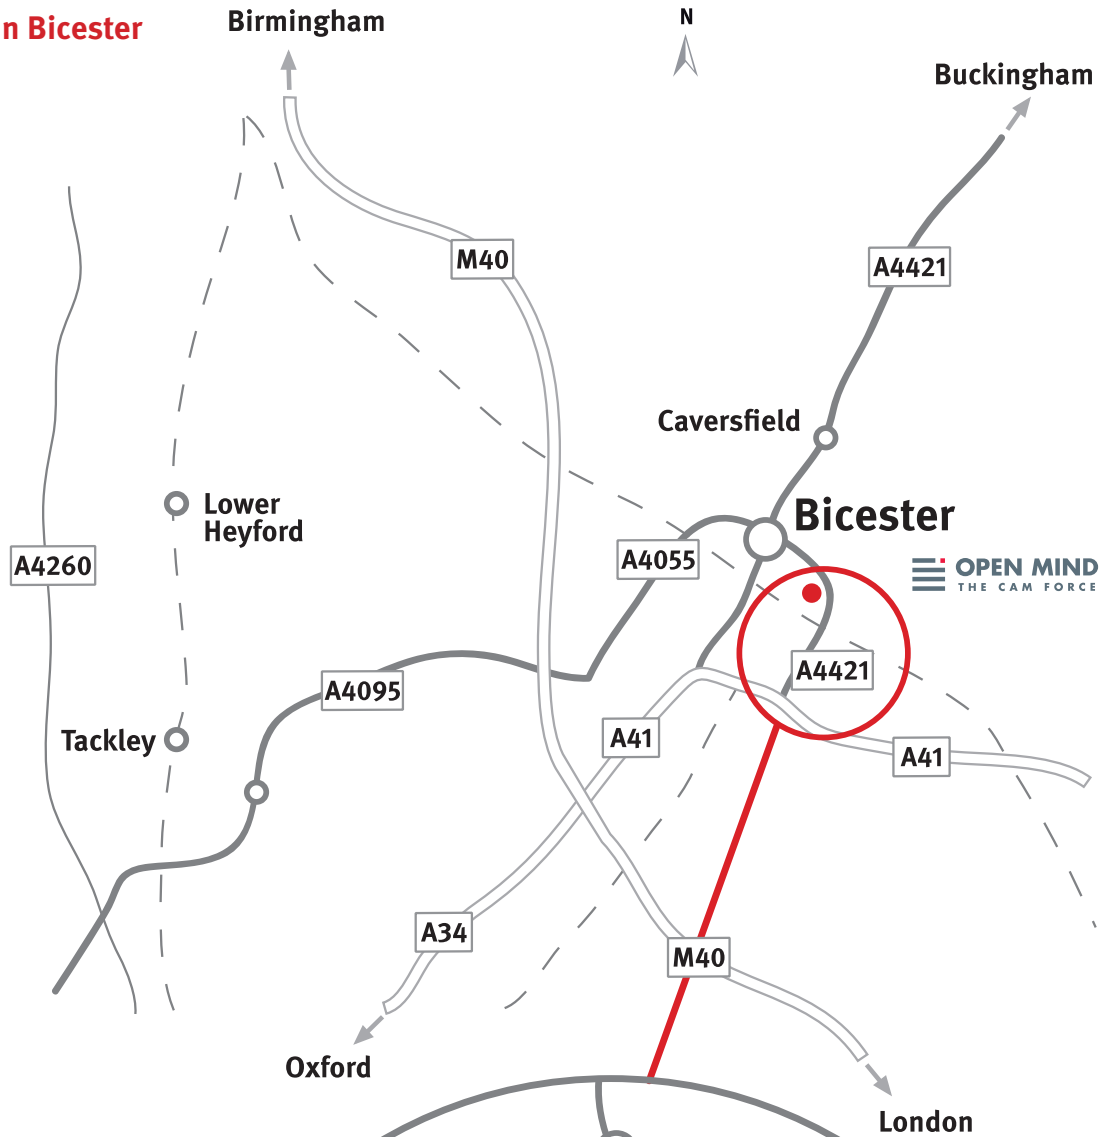 n Bicester
Birmingham
N
Buckingham
M40
A4421
Caversfield
Lower
Heyford
Bicester
A4260
A4055
OPEN MIND
THE CAM FORCE
A4421
A4095
Tackley
A41
A41
A34
M40
Oxford
London